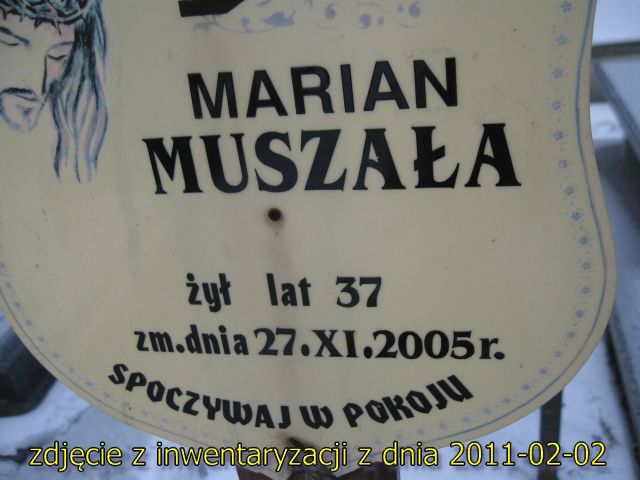 MARIAN
MUSZAŁA
żył lat 37
zm.dnia 27.XI.2005r.
SPOCZYWAJ W POKOJU
zdjęcie z inwentaryzacji z dnia 2011-02-02